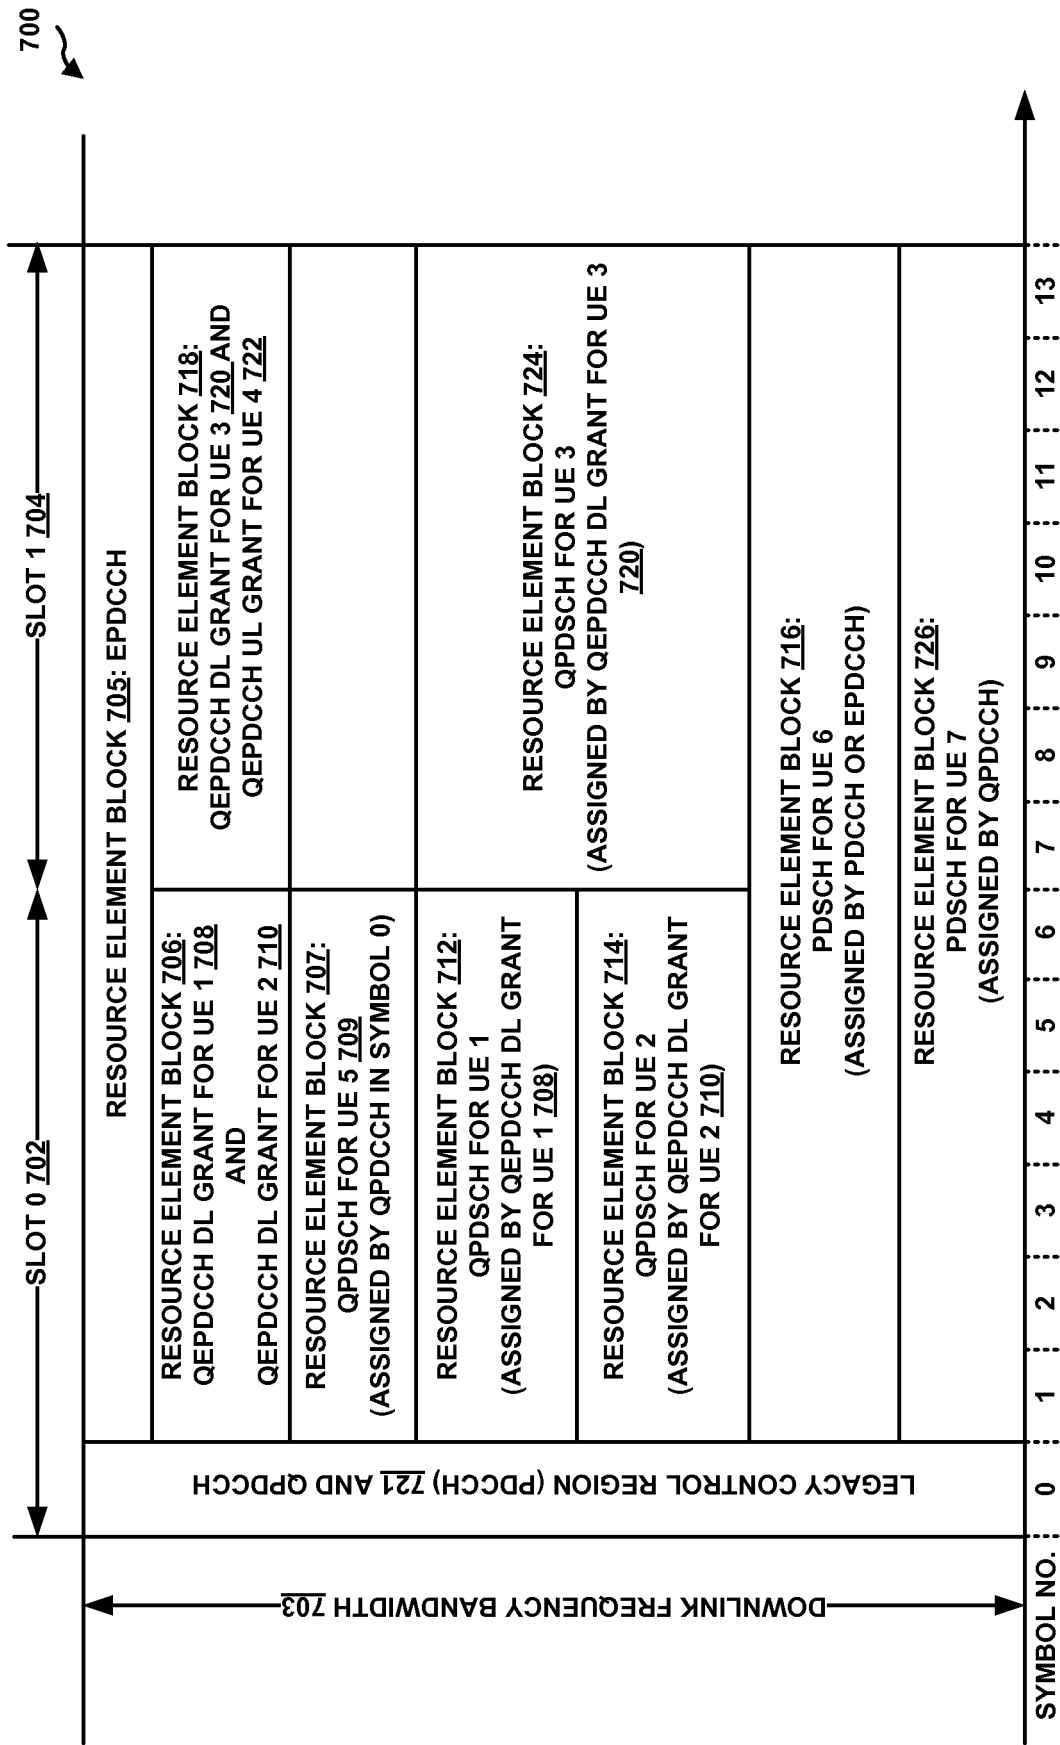 700
SLOT 0 702
SLOT 1 704
RESOURCE ELEMENT BLOCK 705: EPDCCH
RESOURCE ELEMENT BLOCK 706:
QEPDCCH DL GRANT FOR UE 1 708
AND
QEPDCCH DL GRANT FOR UE 2 710
RESOURCE ELEMENT BLOCK 718:
QEPDCCH DL GRANT FOR UE 3 720 AND
QEPDCCH UL GRANT FOR UE 4 722
RESOURCE ELEMENT BLOCK 707:
QPDSCH FOR UE 5 709
(ASSIGNED BY QPDCCH IN SYMBOL 0)
RESOURCE ELEMENT BLOCK 712:
QPDSCH FOR UE 1
(ASSIGNED BY QEPDCCH DL GRANT
FOR UE 1 708)
RESOURCE ELEMENT BLOCK 714:
QPDSCH FOR UE 2
(ASSIGNED BY QEPDCCH DL GRANT
FOR UE 2 710)
RESOURCE ELEMENT BLOCK 724:
QPDSCH FOR UE 3
(ASSIGNED BY QEPDCCH DL GRANT FOR UE 3
720)
RESOURCE ELEMENT BLOCK 716:
PDSCH FOR UE 6
(ASSIGNED BY PDCCH OR EPDCCH)
RESOURCE ELEMENT BLOCK 726:
PDSCH FOR UE 7
(ASSIGNED BY QPDCCH)
LEGACY CONTROL REGION (PDCCH) 721 AND QPDCCH
DOWNLINK FREQUENCY BANDWIDTH 703
SYMBOL NO. 0 1 2 3 4 5 6 7 8 9 10 11 12 13